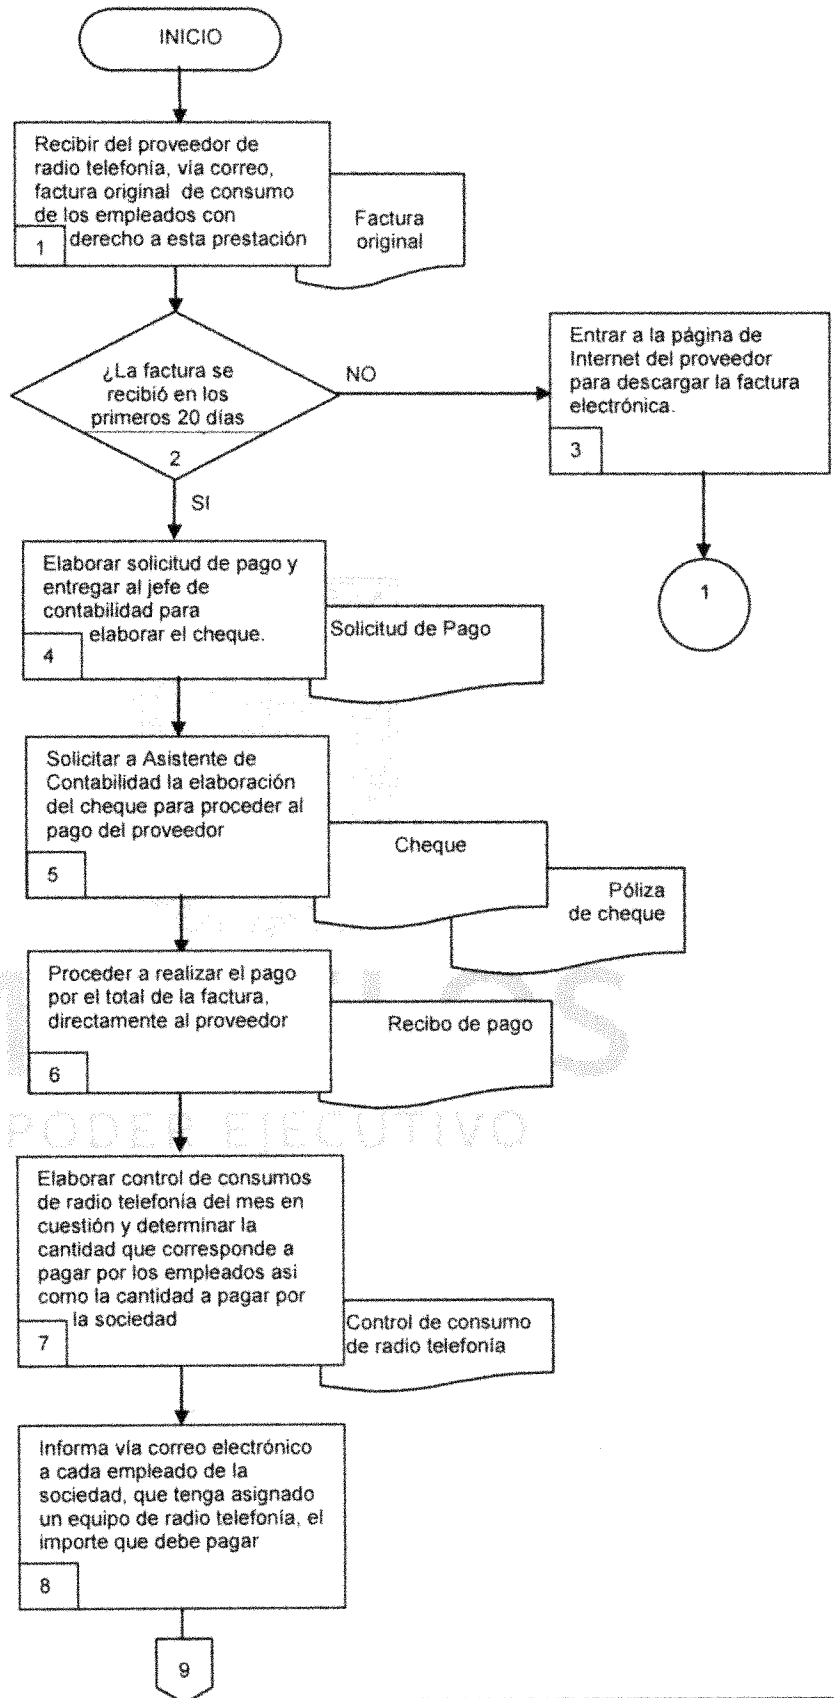 INICIO
Recibir del proveedor de
radio telefonía, vía correo,
factura original de consumo
de los empleados con
derecho a esta prestación
1
Factura
original
¿La factura se
recibió en los
primeros 20 días
2
NO
SI
Entrar a la página de
Internet del proveedor
para descargar la factura
electrónica.
3
1
Elaborar solicitud de pago y
entregar al jefe de
contabilidad para
elaborar el cheque.
4
Solicitud de Pago
Solicitar a Asistente de
Contabilidad la elaboración
del cheque para proceder al
pago del proveedor
5
Cheque
Póliza
de cheque
Proceder a realizar el pago
por el total de la factura,
directamente al proveedor
6
Recibo de pago
PODER EJECUTIVO
Elaborar control de consumos
de radio telefonía del mes en
cuestión y determinar la
cantidad que corresponde a
pagar por los empleados asi
como la cantidad a pagar por
la sociedad
7
Control de consumo
de radio telefonía
Informa vía correo electrónico
a cada empleado de la
sociedad, que tenga asignado
un equipo de radio telefonía, el
importe que debe pagar
8
9